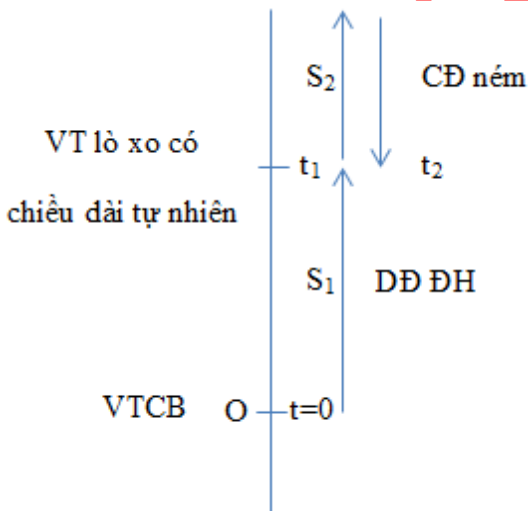 S₂ CĐ ném
VT lò xo có
t₁ t₂
chiều dài tự nhiên
S₁ DĐ ĐH
VTCB O t=0